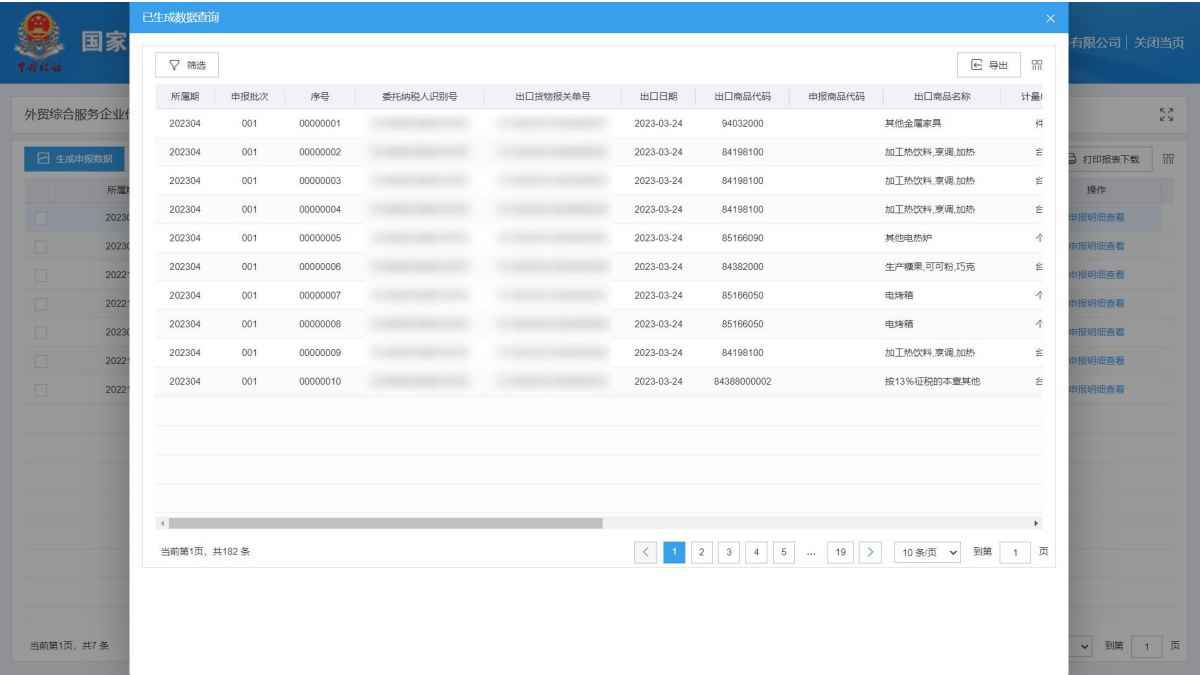 已生成数据查询
国家
中国税务
有限公司 | 关闭当页
筛选
导出
外贸综合服务企业
生成申报数据
打印报表下载
所属期 申报批次 序号 委托纳税人识别号 出口货物报关单号 出口日期 出口商品代码 申报商品代码 出口商品名称 计量
202304 001 00000001 2023-03-24 94032000 其他金属家具 件
202304 001 00000002 2023-03-24 84198100 加工热饮料,烹调,加热 台
202304 001 00000003 2023-03-24 84198100 加工热饮料,烹调,加热 台
202304 001 00000004 2023-03-24 84198100 加工热饮料,烹调,加热 台
202304 001 00000005 2023-03-24 85166090 其他电热炉 个
202304 001 00000006 2023-03-24 84382000 生产糖果,可可粉,巧克 台
202304 001 00000007 2023-03-24 85166050 电烤箱 个
202304 001 00000008 2023-03-24 85166050 电烤箱 个
202304 001 00000009 2023-03-24 84198100 加工热饮料,烹调,加热 台
202304 001 00000010 2023-03-24 84388000002 按13%征税的本章其他 台
当前第1页，共182 条
1 2 3 4 5 ... 19 10 条/页 到第 1 页
所属
操作
2023
申报明细查看
2023
申报明细查看
2022
申报明细查看
2022
申报明细查看
2023
申报明细查看
2022
申报明细查看
2022
申报明细查看
当前第1页，共7 条
到第 1 页